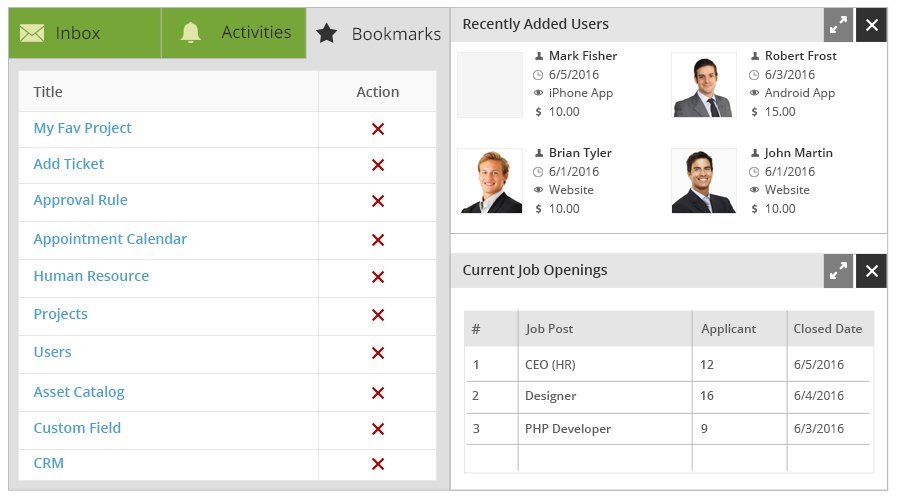 Inbox
Activities
Bookmarks
Title Action
My Fav Project
Add Ticket
Approval Rule
Appointment Calendar
Human Resource
Projects
Users
Asset Catalog
Custom Field
CRM
Recently Added Users
Mark Fisher
6/5/2016
iPhone App
$ 10.00
Robert Frost
6/3/2016
Android App
$ 15.00
Brian Tyler
6/1/2016
Website
$ 10.00
John Martin
6/1/2016
Website
$ 10.00
Current Job Openings
# Job Post Applicant Closed Date
1 CEO (HR) 12 6/5/2016
2 Designer 16 6/4/2016
3 PHP Developer 9 6/3/2016